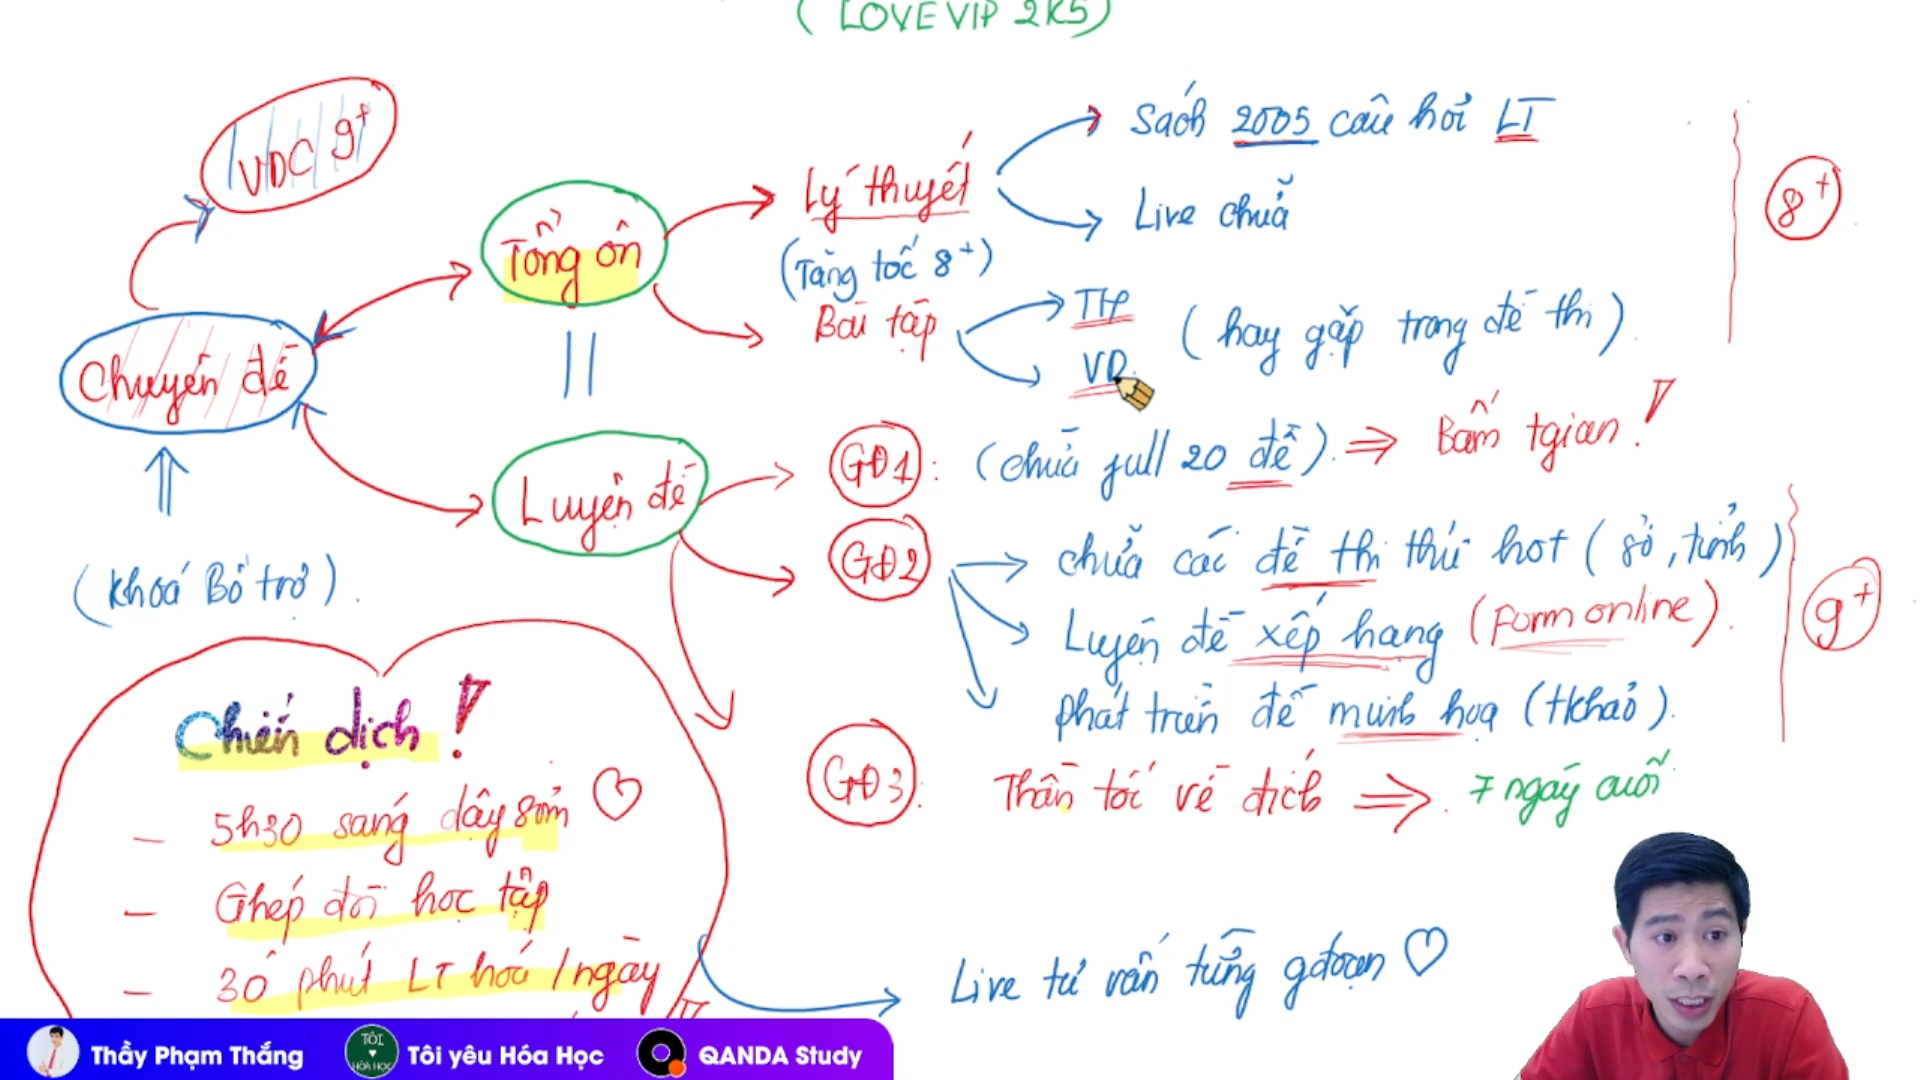 (LOVE VIP 2K5)
VDC 9+
Sách 2005 câu hỏi LT
Lý thuyết
Live chữa
8+
Tổng ôn
(Tăng tốc 8+)
Bài tập
TH
(hay gặp trong đề thi)
VD
Chuyên đề
GĐ1: (chữa full 20 đề) ⇒ Bấm tgian!
Luyện đề
GĐ2
chữa các đề thi thử hot (sở, tỉnh)
(Khoá Bổ trợ).
Luyện đề xếp hạng (Form online).
9+
phát triển đề minh hoạ (tkhảo).
Chiến dịch!
GĐ3: Thần tốc về đích ⇒ 7 ngày cuối
- 5h30 sáng dậy sớm ♡
- Ghép đôi học tập
- 30 phút LT hoá/ngày
Live tư vấn từng gđoạn ♡
Thầy Phạm Thắng
TÔI ♥ HÓA HỌC
Tôi yêu Hóa Học
QANDA Study